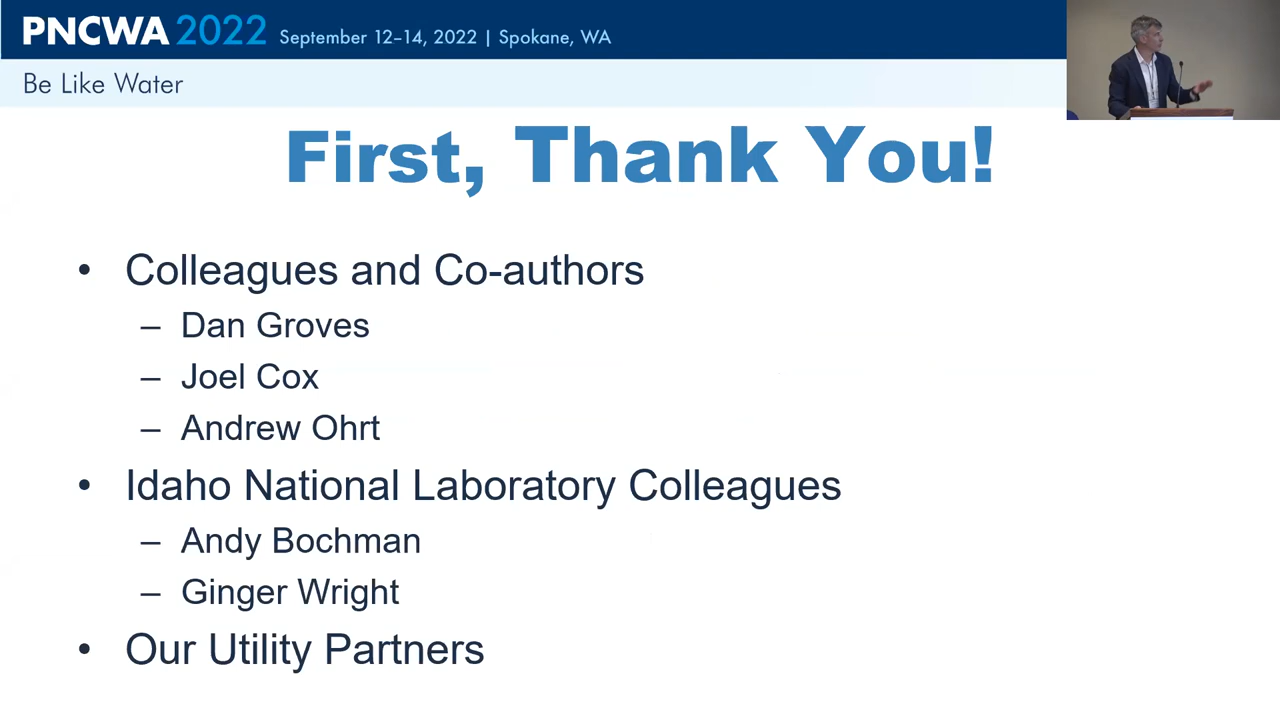 PNCWA 2022 September 12–14, 2022 | Spokane, WA
Be Like Water
First, Thank You!
• Colleagues and Co-authors
– Dan Groves
– Joel Cox
– Andrew Ohrt
• Idaho National Laboratory Colleagues
– Andy Bochman
– Ginger Wright
• Our Utility Partners